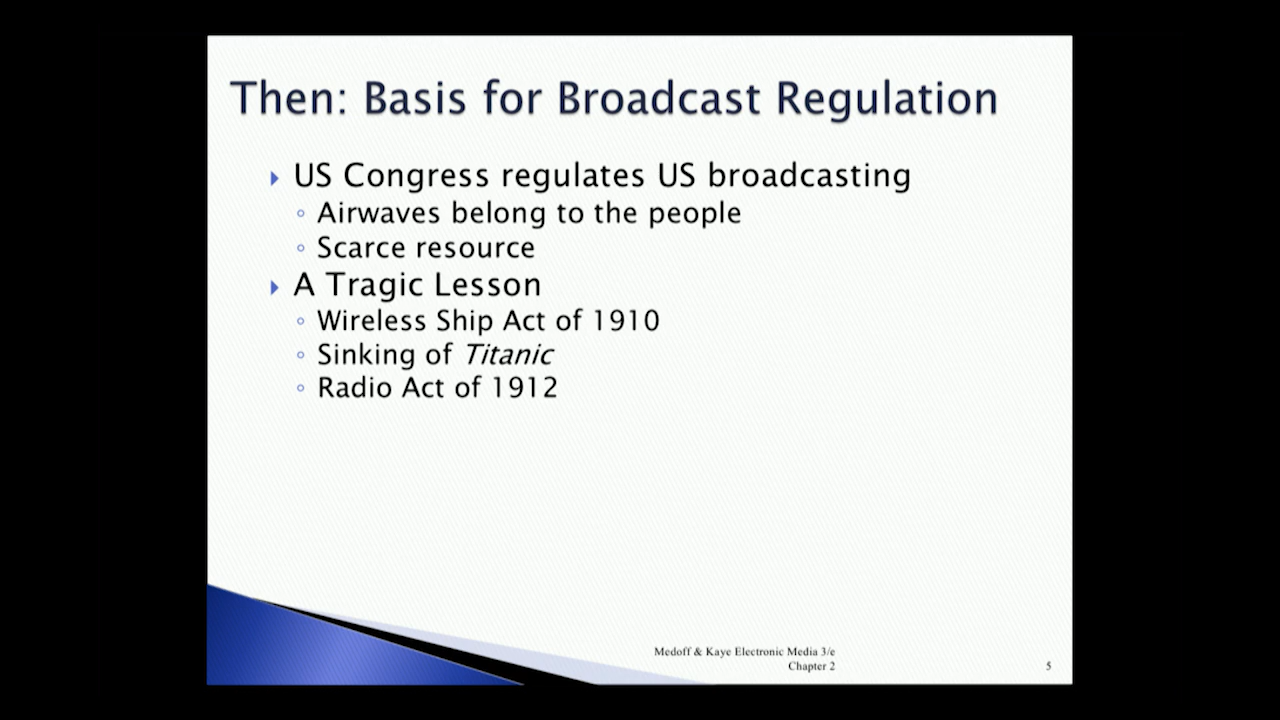 Then: Basis for Broadcast Regulation
US Congress regulates US broadcasting
Airwaves belong to the people
Scarce resource
A Tragic Lesson
Wireless Ship Act of 1910
Sinking of Titanic
Radio Act of 1912
Medoff & Kaye Electronic Media 3/e
Chapter 2
5